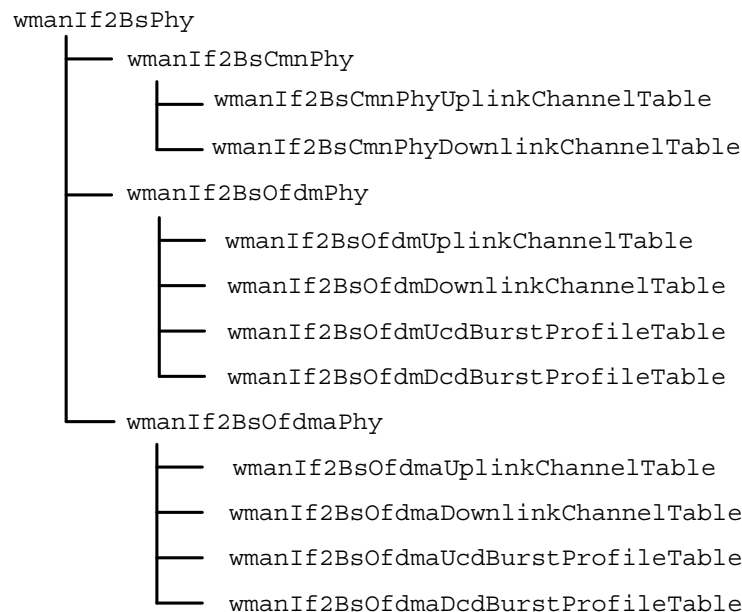 wmanIf2BsPhy
wmanIf2BsCmnPhy
wmanIf2BsCmnPhyUplinkChannelTable
wmanIf2BsCmnPhyDownlinkChannelTable
wmanIf2BsOfdmPhy
wmanIf2BsOfdmUplinkChannelTable
wmanIf2BsOfdmDownlinkChannelTable
wmanIf2BsOfdmUcdBurstProfileTable
wmanIf2BsOfdmDcdBurstProfileTable
wmanIf2BsOfdmaPhy
wmanIf2BsOfdmaUplinkChannelTable
wmanIf2BsOfdmaDownlinkChannelTable
wmanIf2BsOfdmaUcdBurstProfileTable
wmanIf2BsOfdmaDcdBurstProfileTable